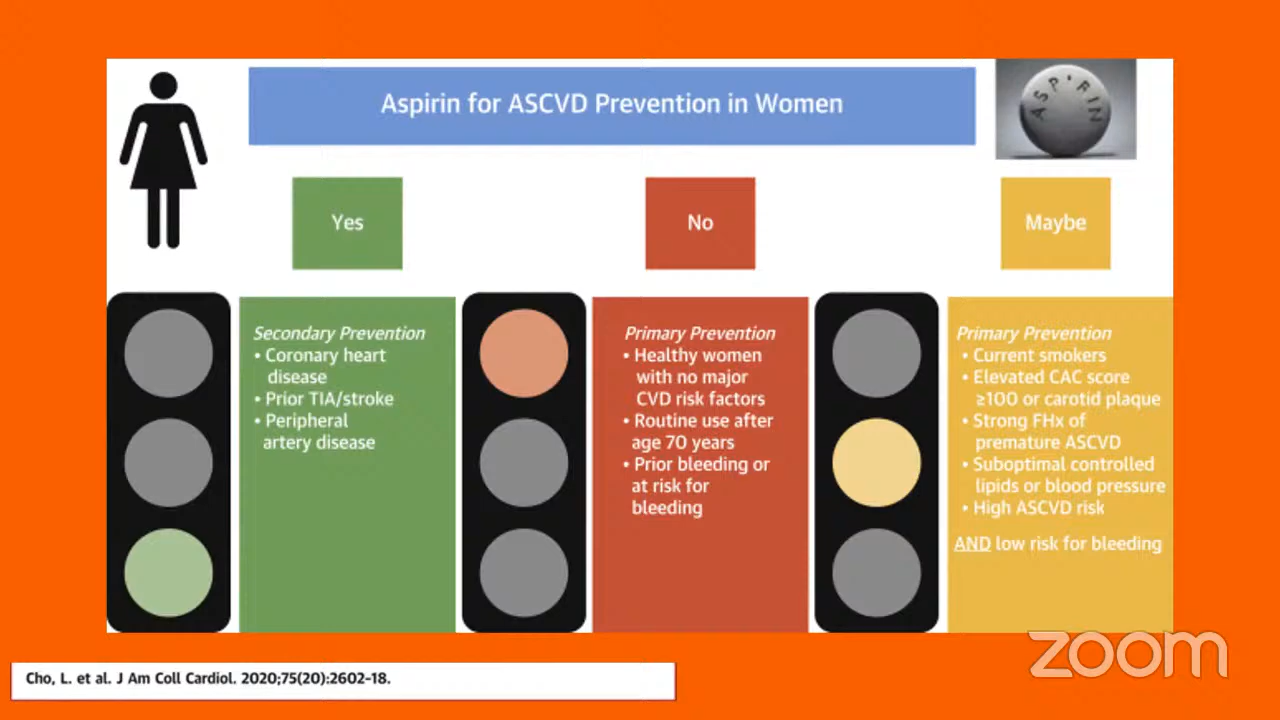 Aspirin for ASCVD Prevention in Women
ASPIRIN
Yes
No
Maybe
Secondary Prevention
• Coronary heart
disease
• Prior TIA/stroke
• Peripheral
artery disease
Primary Prevention
• Healthy women
with no major
CVD risk factors
• Routine use after
age 70 years
• Prior bleeding or
at risk for
bleeding
Primary Prevention
• Current smokers
• Elevated CAC score
≥100 or carotid plaque
• Strong FHx of
premature ASCVD
• Suboptimal controlled
lipids or blood pressure
• High ASCVD risk
AND low risk for bleeding
zoom
Cho, L. et al. J Am Coll Cardiol. 2020;75(20):2602-18.